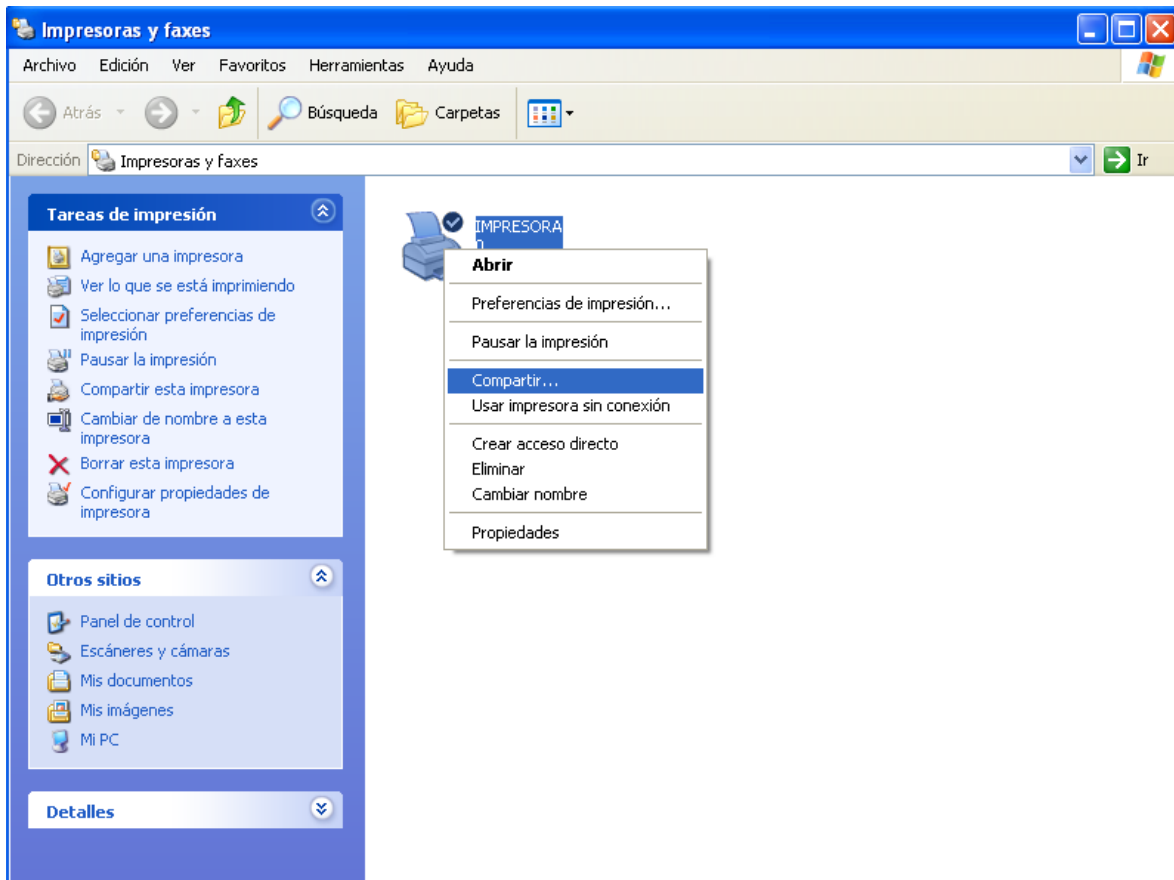 Impresoras y faxes
Archivo Edición Ver Favoritos Herramientas Ayuda
Atrás Búsqueda Carpetas
Dirección Impresoras y faxes Ir
Tareas de impresión
Agregar una impresora
Ver lo que se está imprimiendo
Seleccionar preferencias de
impresión
Pausar la impresión
Compartir esta impresora
Cambiar de nombre a esta
impresora
Borrar esta impresora
Configurar propiedades de
impresora
Otros sitios
Panel de control
Escáneres y cámaras
Mis documentos
Mis imágenes
Mi PC
Detalles
IMPRESORA
Abrir
Preferencias de impresión...
Pausar la impresión
Compartir...
Usar impresora sin conexión
Crear acceso directo
Eliminar
Cambiar nombre
Propiedades